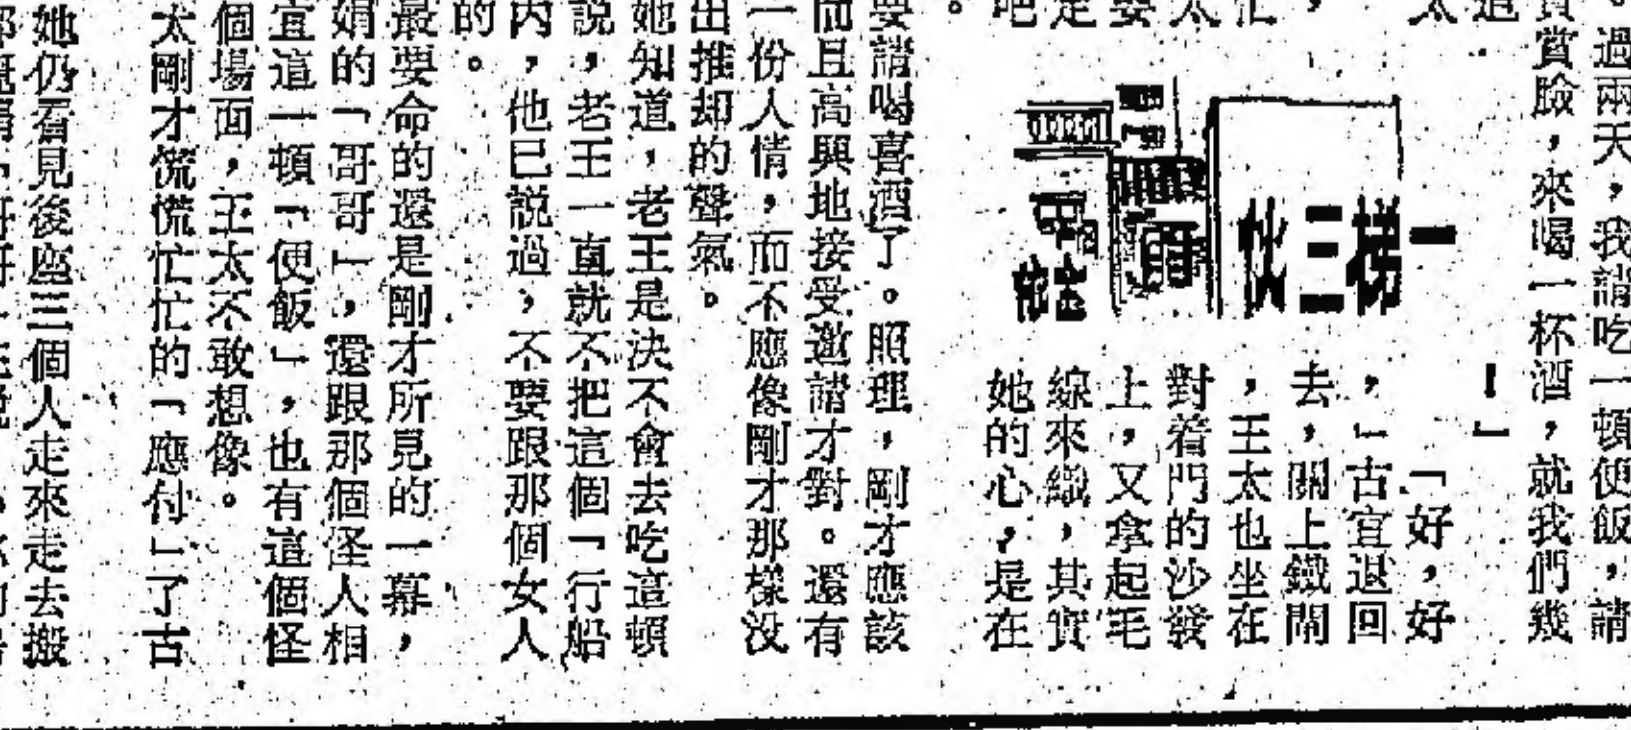 。過兩天，我請吃一頓便飯，請
賞臉，來喝一杯酒，就我們幾
！」
一梯三伙
「好，好
，」古宜退回
去，關上鐵閘
，王太也坐在
對着門的沙發
上，又拿起毛
線來織，其實
她的心，是在
要請喝喜酒了。照理，剛才應該
而且高興地接受邀請才對。還有
一份人情，而不應像剛才那樣没
出推却的聲氣。
她知道，老王是決不會去吃這頓
説，老王一直就不把這個「行船
内，他已説過，不要跟那個女人
的。
最要命的還是剛才所見的一幕，
娟的「哥哥」，還跟那個怪人相
宜這一頓「便飯」，也有這個怪
個場面，王太不敢想像。
太剛才慌慌忙忙的「應付」了古
她仍看見後座三個人走來走去搬